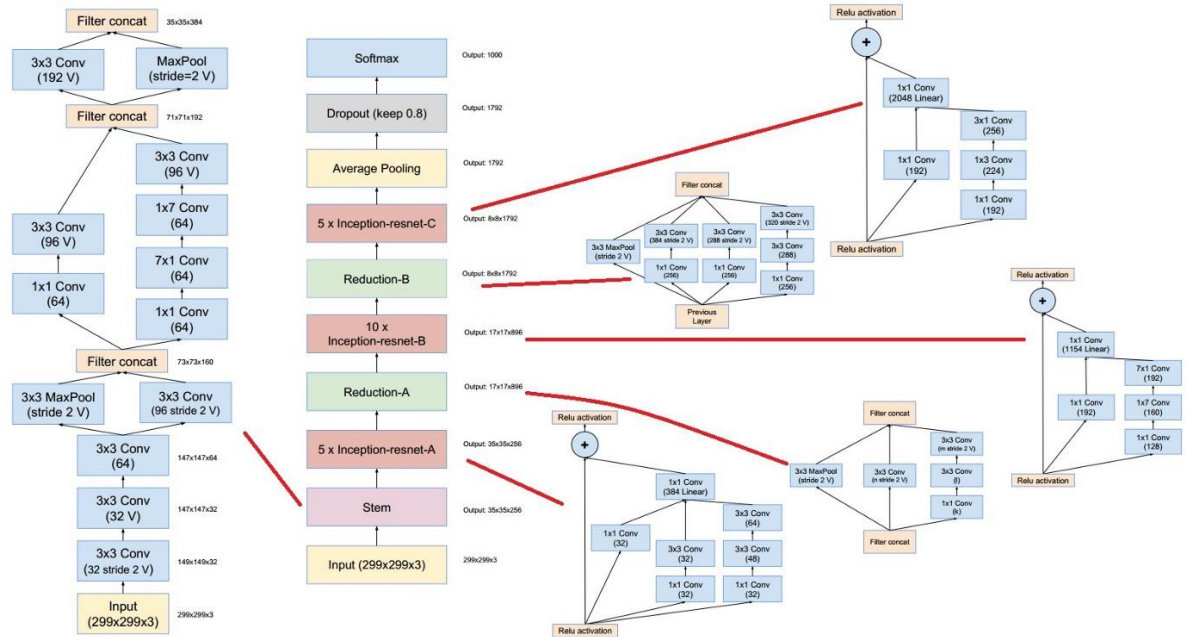 Filter concat
35x35x384
3x3 Conv
(192 V)
MaxPool
(stride=2 V)
Filter concat
71x71x192
3x3 Conv
(96 V)
1x7 Conv
(64)
3x3 Conv
(96 V)
7x1 Conv
(64)
1x1 Conv
(64)
1x1 Conv
(64)
Filter concat
73x73x160
3x3 MaxPool
(stride 2 V)
3x3 Conv
(96 stride 2 V)
3x3 Conv
(64)
147x147x64
3x3 Conv
(32 V)
147x147x32
3x3 Conv
(32 stride 2 V)
149x149x32
Input
(299x299x3)
299x299x3
Softmax
Output: 1000
Dropout (keep 0.8)
Output: 1792
Average Pooling
Output: 1792
5 x Inception-resnet-C
Output: 8x8x1792
Reduction-B
Output: 8x8x1792
10 x
Inception-resnet-B
Output: 17x17x896
Reduction-A
Output: 17x17x896
5 x Inception-resnet-A
Output: 35x35x256
Stem
Output: 35x35x256
Input (299x299x3)
299x299x3
Relu activation
+
1x1 Conv
(2048 Linear)
3x1 Conv
(256)
1x1 Conv
(192)
1x3 Conv
(224)
1x1 Conv
(192)
Relu activation
Filter concat
3x3 Conv
(320 stride 2 V)
3x3 Conv
(384 stride 2 V)
3x3 Conv
(288 stride 2 V)
3x3 MaxPool
(stride 2 V)
3x3 Conv
(288)
1x1 Conv
(256)
1x1 Conv
(256)
1x1 Conv
(256)
Previous
Layer
Relu activation
+
1x1 Conv
(1154 Linear)
7x1 Conv
(192)
1x1 Conv
(192)
1x7 Conv
(160)
1x1 Conv
(128)
Relu activation
Filter concat
3x3 Conv
(m stride 2 V)
3x3 MaxPool
(stride 2 V)
3x3 Conv
(n stride 2 V)
3x3 Conv
(l)
1x1 Conv
(k)
Filter concat
Relu activation
+
1x1 Conv
(384 Linear)
3x3 Conv
(64)
1x1 Conv
(32)
3x3 Conv
(32)
3x3 Conv
(48)
1x1 Conv
(32)
1x1 Conv
(32)
Relu activation